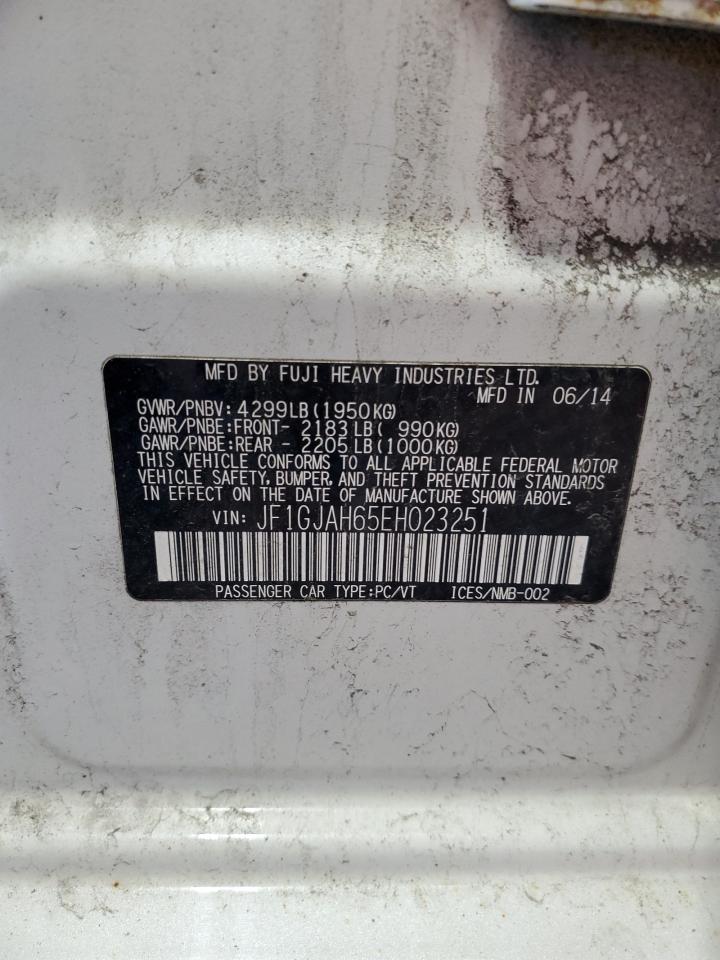 MFD BY FUJI HEAVY INDUSTRIES LTD.
MFD IN 06/14
GVWR/PNBV: 4299LB(1950KG)
GAWR/PNBE:FRONT- 2183LB( 990KG)
GAWR/PNBE:REAR - 2205LB(1000KG)
THIS VEHICLE CONFORMS TO ALL APPLICABLE FEDERAL MOTOR
VEHICLE SAFETY, BUMPER, AND THEFT PREVENTION STANDARDS
IN EFFECT ON THE DATE OF MANUFACTURE SHOWN ABOVE.
VIN: JF1GJAH65EH023251
PASSENGER CAR TYPE:PC/VT ICES/NMB-002